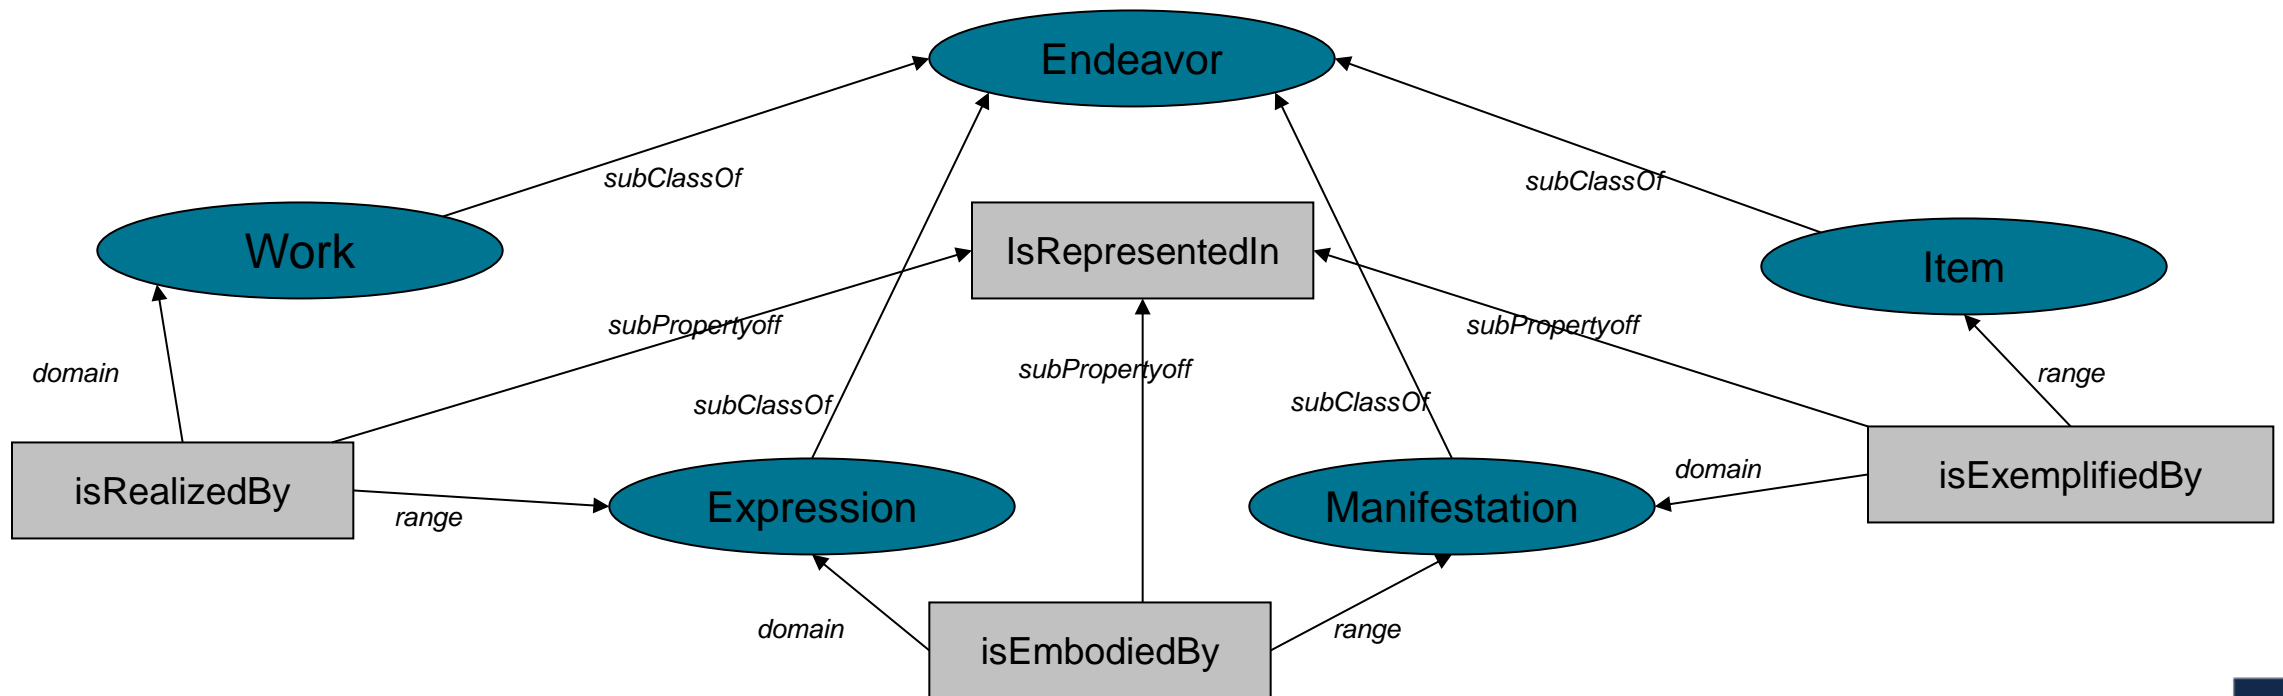 Endeavor
subClassOf
subClassOf
Work
IsRepresentedIn
Item
subPropertyoff
subPropertyoff
domain
subPropertyoff
range
subClassOf
subClassOf
isRealizedBy
range
Expression
Manifestation
domain
isExemplifiedBy
domain
isEmbodiedBy
range